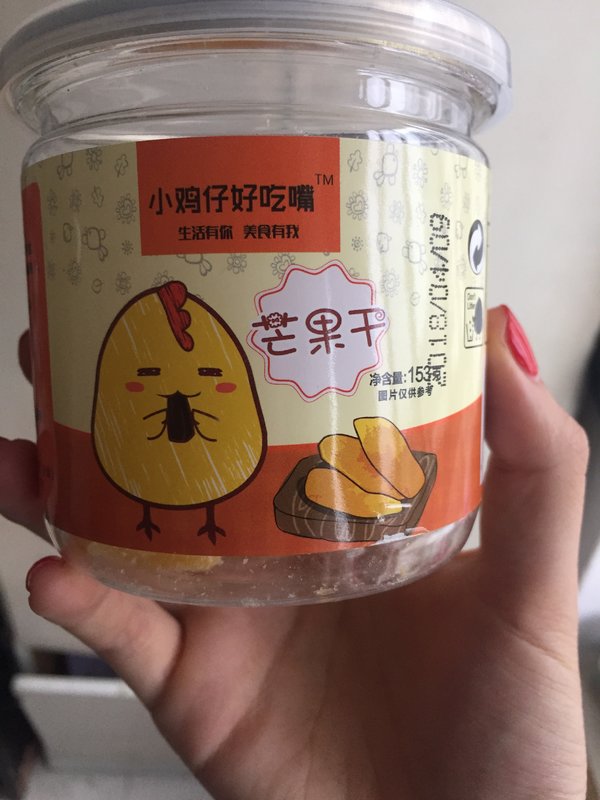 小鸡仔好吃嘴™
生活有你 美食有我
芒果干
净含量:153克
图片仅供参考